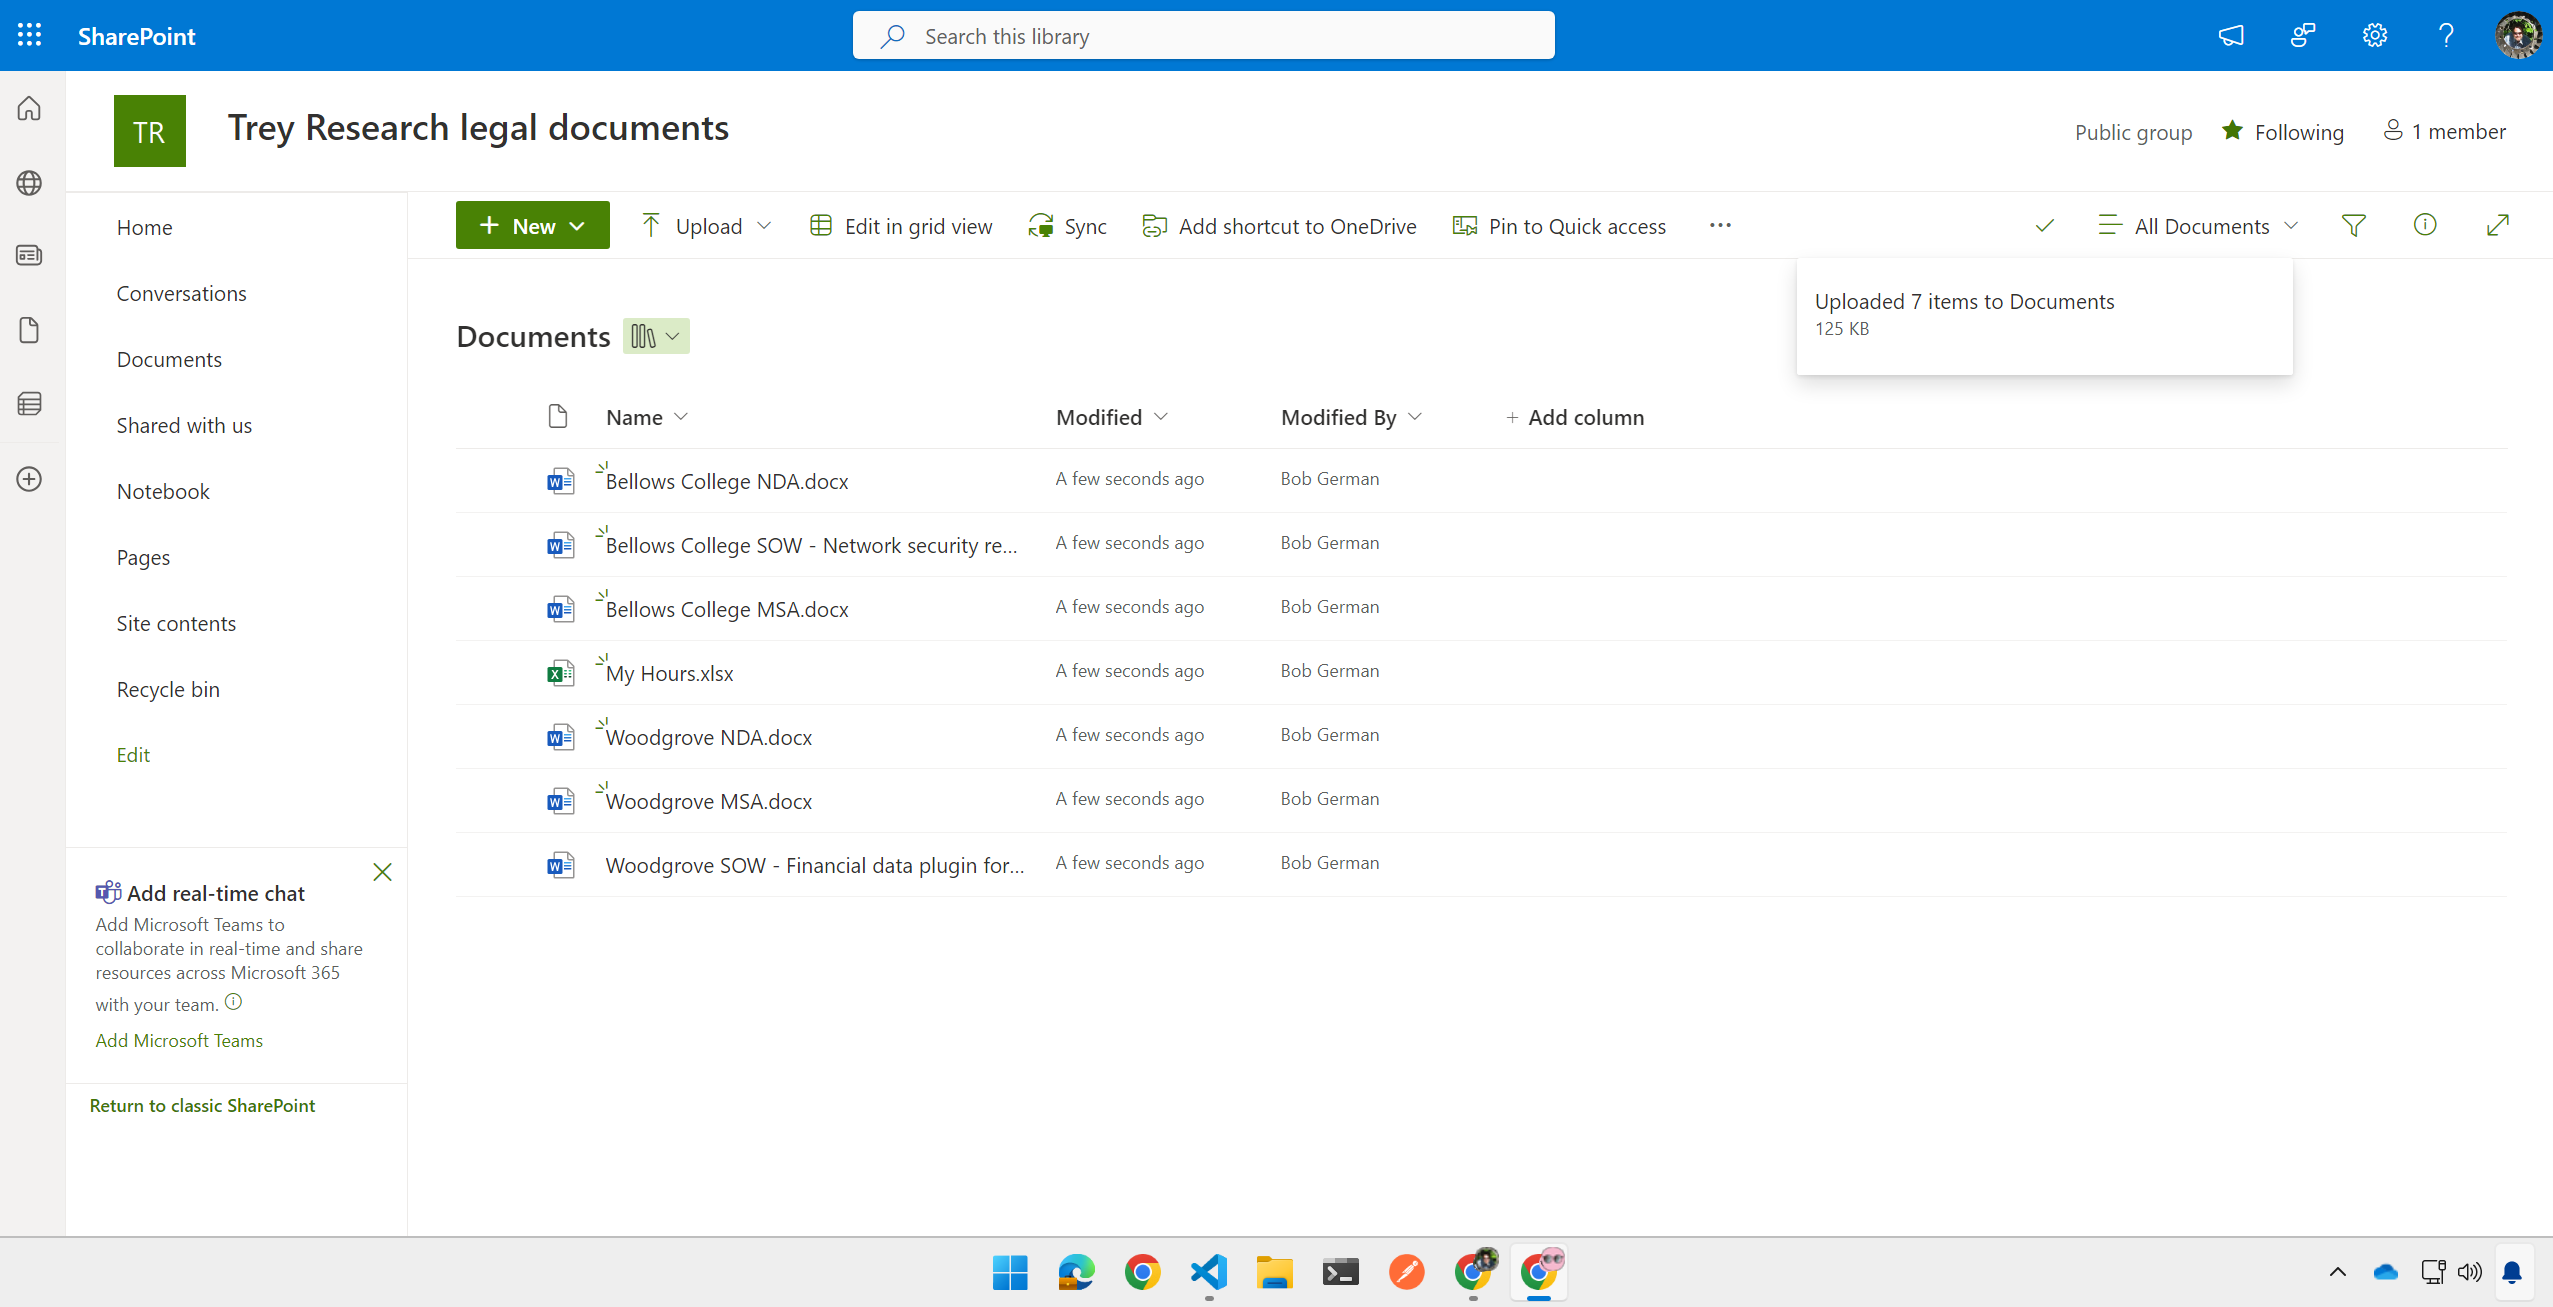 SharePoint
Search this library
TR
Trey Research legal documents
Public group
Following
1 member
Home
Conversations
Documents
Shared with us
Notebook
Pages
Site contents
Recycle bin
Edit
New
Upload
Edit in grid view
Sync
Add shortcut to OneDrive
Pin to Quick access
All Documents
Uploaded 7 items to Documents
125 KB
Documents
Name
Modified
Modified By
Add column
Bellows College NDA.docx A few seconds ago Bob German
Bellows College SOW - Network security re... A few seconds ago Bob German
Bellows College MSA.docx A few seconds ago Bob German
My Hours.xlsx A few seconds ago Bob German
Woodgrove NDA.docx A few seconds ago Bob German
Woodgrove MSA.docx A few seconds ago Bob German
Woodgrove SOW - Financial data plugin for... A few seconds ago Bob German
Add real-time chat
Add Microsoft Teams to
collaborate in real-time and share
resources across Microsoft 365
with your team.
Add Microsoft Teams
Return to classic SharePoint